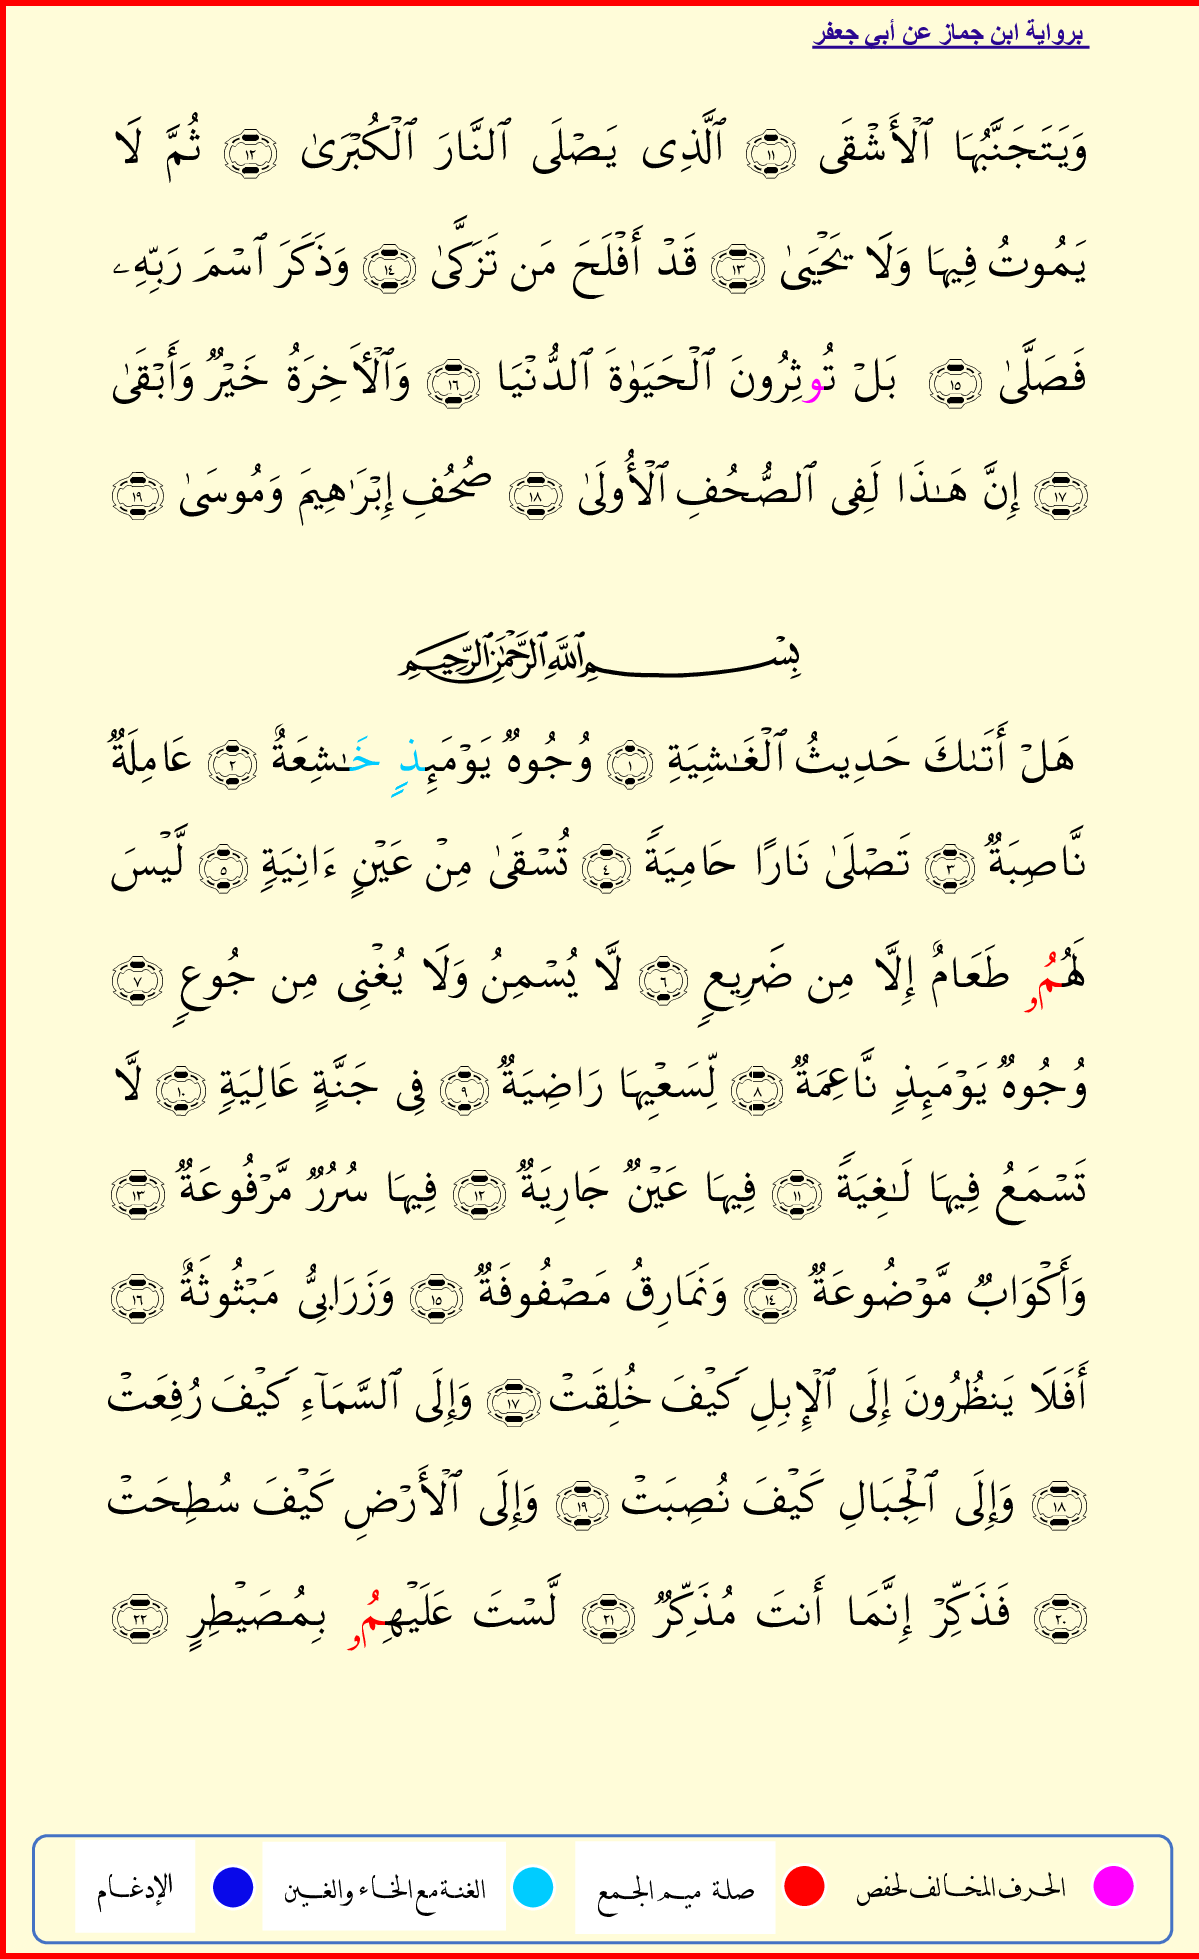 برواية ابن جماز عن أبي جعفر
وَيَتَجَنَّبُهَا ٱلْأَشْقَى ١١ ٱلَّذِى يَصْلَى ٱلنَّارَ ٱلْكُبْرَىٰ ١٢ ثُمَّ لَا
يَمُوتُ فِيهَا وَلَا يَحْيَىٰ ١٣ قَدْ أَفْلَحَ مَن تَزَكَّىٰ ١٤ وَذَكَرَ ٱسْمَ رَبِّهِۦ
فَصَلَّىٰ ١٥ بَلْ تُوثِرُونَ ٱلْحَيَوٰةَ ٱلدُّنْيَا ١٦ وَٱلْأَخِرَةُ خَيْرٌ وَأَبْقَىٰ
١٧ إِنَّ هَـٰذَا لَفِى ٱلصُّحُفِ ٱلْأُولَىٰ ١٨ صُحُفِ إِبْرَٰهِيمَ وَمُوسَىٰ ١٩
بِسْمِ ٱللَّهِ ٱلرَّحْمَٰنِ ٱلرَّحِيمِ
هَلْ أَتَىٰكَ حَدِيثُ ٱلْغَـٰشِيَةِ ١ وُجُوهٌ يَوْمَئِذٍ خَـٰشِعَةٌ ٢ عَامِلَةٌ
نَّاصِبَةٌ ٣ تَصْلَىٰ نَارًا حَامِيَةً ٤ تُسْقَىٰ مِنْ عَيْنٍ ءَانِيَةٍ ٥ لَّيْسَ
لَهُمُۥ طَعَامٌ إِلَّا مِن ضَرِيعٍ ٦ لَّا يُسْمِنُ وَلَا يُغْنِى مِن جُوعٍ ٧
وُجُوهٌ يَوْمَئِذٍ نَّاعِمَةٌ ٨ لِّسَعْيِهَا رَاضِيَةٌ ٩ فِى جَنَّةٍ عَالِيَةٍ ١٠ لَّا
تَسْمَعُ فِيهَا لَـٰغِيَةً ١١ فِيهَا عَيْنٌ جَارِيَةٌ ١٢ فِيهَا سُرُرٌ مَّرْفُوعَةٌ ١٣
وَأَكْوَابٌ مَّوْضُوعَةٌ ١٤ وَنَمَارِقُ مَصْفُوفَةٌ ١٥ وَزَرَابِىُّ مَبْثُوثَةٌ ١٦
أَفَلَا يَنظُرُونَ إِلَى ٱلْإِبِلِ كَيْفَ خُلِقَتْ ١٧ وَإِلَى ٱلسَّمَآءِ كَيْفَ رُفِعَتْ
١٨ وَإِلَى ٱلْجِبَالِ كَيْفَ نُصِبَتْ ١٩ وَإِلَى ٱلْأَرْضِ كَيْفَ سُطِحَتْ
٢٠ فَذَكِّرْ إِنَّمَا أَنتَ مُذَكِّرٌ ٢١ لَّسْتَ عَلَيْهِمُۥ بِمُصَيْطِرٍ ٢٢
الحرف المخالف لحفص صلة ميم الجمع الغنة مع الخاء والغين الإدغام